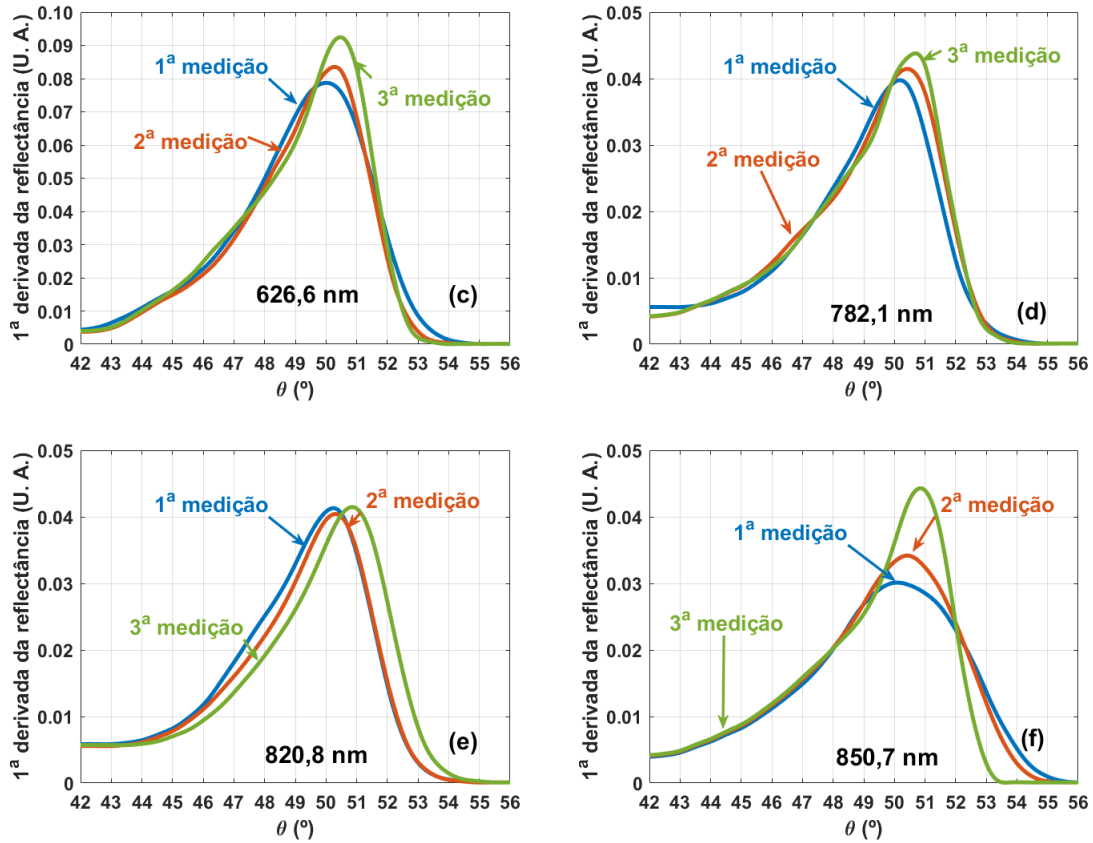 1ª derivada da reflectância (U. A.)
0.10
0.09
0.08
0.07
0.06
0.05
0.04
0.03
0.02
0.01
0
1ª medição
2ª medição
3ª medição
626,6 nm
(c)
42 43 44 45 46 47 48 49 50 51 52 53 54 55 56
θ (º)
1ª derivada da reflectância (U. A.)
0.05
0.04
0.03
0.02
0.01
0
1ª medição
3ª medição
2ª medição
782,1 nm
(d)
42 43 44 45 46 47 48 49 50 51 52 53 54 55 56
θ (º)
1ª derivada da reflectância (U. A.)
0.05
0.04
0.03
0.02
0.01
0
1ª medição
2ª medição
3ª medição
820,8 nm
(e)
42 43 44 45 46 47 48 49 50 51 52 53 54 55 56
θ (º)
1ª derivada da reflectância (U. A.)
0.05
0.04
0.03
0.02
0.01
0
2ª medição
1ª medição
3ª medição
850,7 nm
(f)
42 43 44 45 46 47 48 49 50 51 52 53 54 55 56
θ (º)